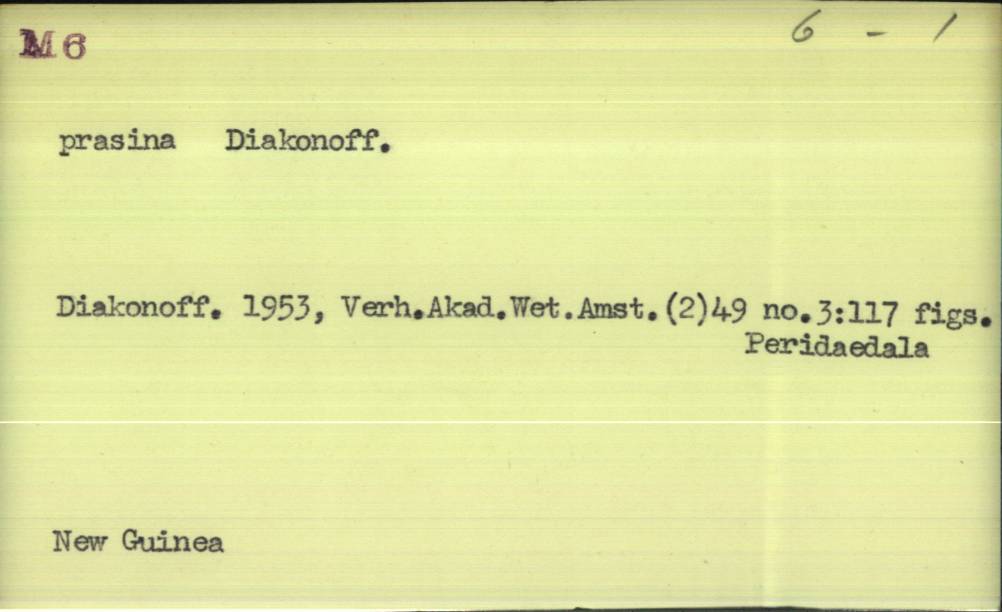 M6
6 - 1
prasina Diakonoff.
Diakonoff. 1953, Verh.Akad.Wet.Amst.(2)49 no.3:117 figs.
Peridaedala
New Guinea